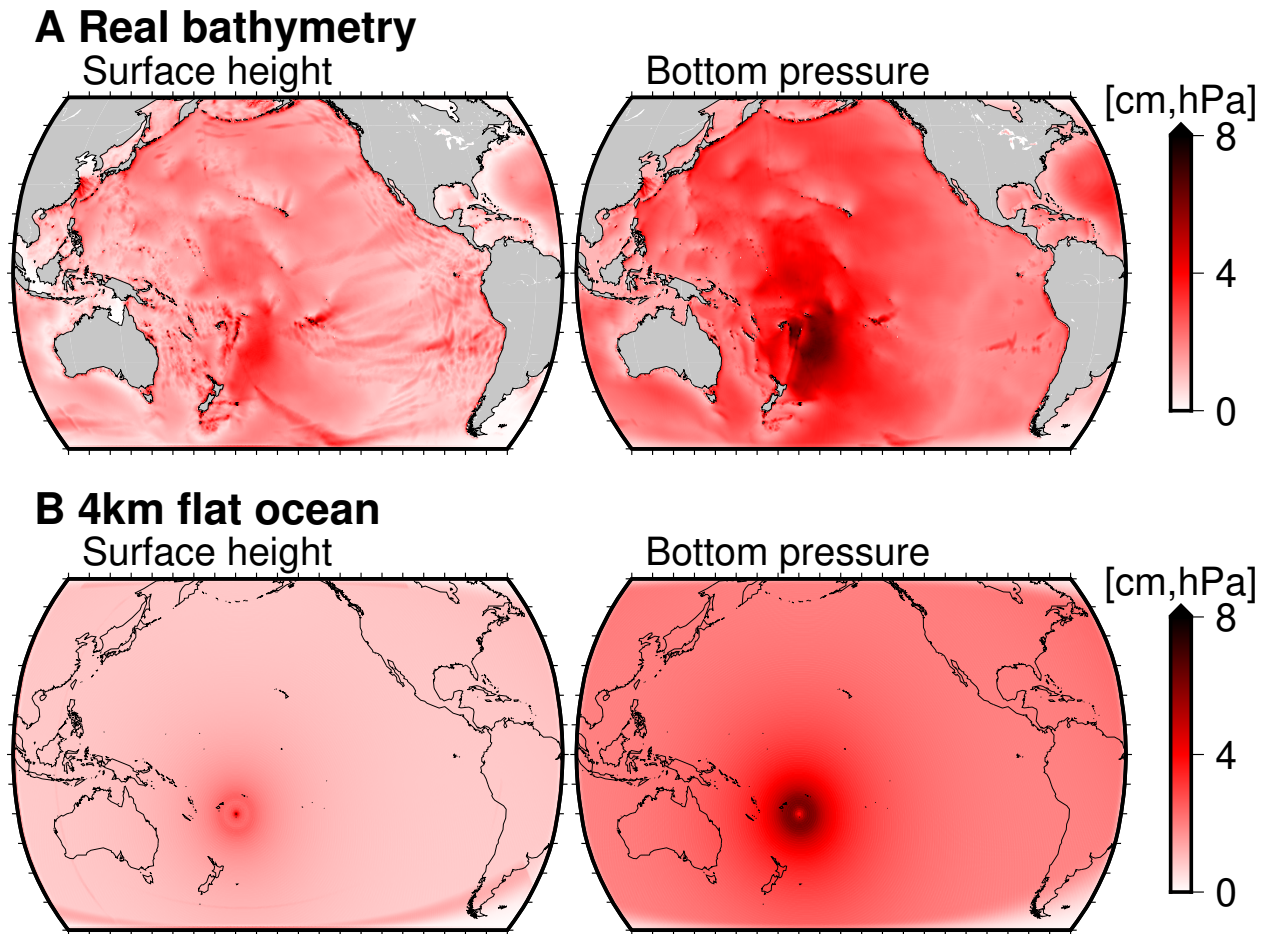 A Real bathymetry
Surface height
Bottom pressure
[cm,hPa]
8
4
0
B 4km flat ocean
Surface height
Bottom pressure
[cm,hPa]
8
4
0